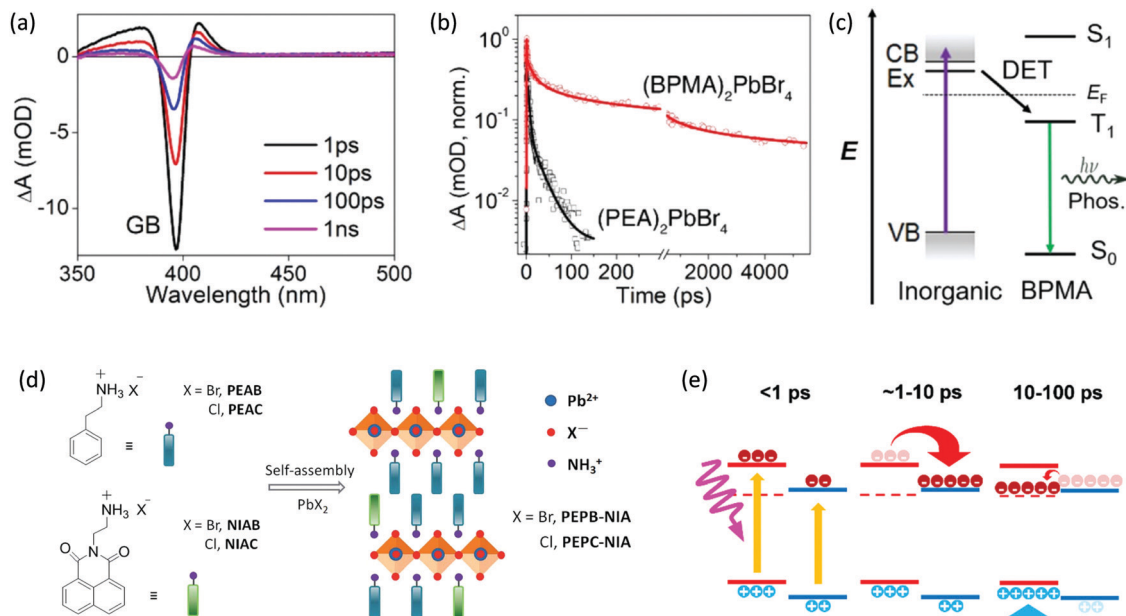 (a)
0
-5
-10
ΔA (mOD)
GB
1ps
10ps
100ps
1ns
350
400
450
500
Wavelength (nm)
(b)
10⁰
10⁻¹
10⁻²
ΔA (mOD, norm.)
(BPMA)₂PbBr₄
(PEA)₂PbBr₄
0
100
2000
4000
Time (ps)
(c)
E
CB
Ex
VB
DET
S₁
E_F
T₁
hν
Phos.
S₀
Inorganic
BPMA
(d)
+
NH₃ X⁻
X = Br, PEAB
Cl, PEAC
≡
+
NH₃ X⁻
X = Br, NIAB
Cl, NIAC
O
N
O
≡
Self-assembly
PbX₂
Pb²⁺
X⁻
NH₃⁺
X = Br, PEPB-NIA
Cl, PEPC-NIA
(e)
<1 ps
~1-10 ps
10-100 ps